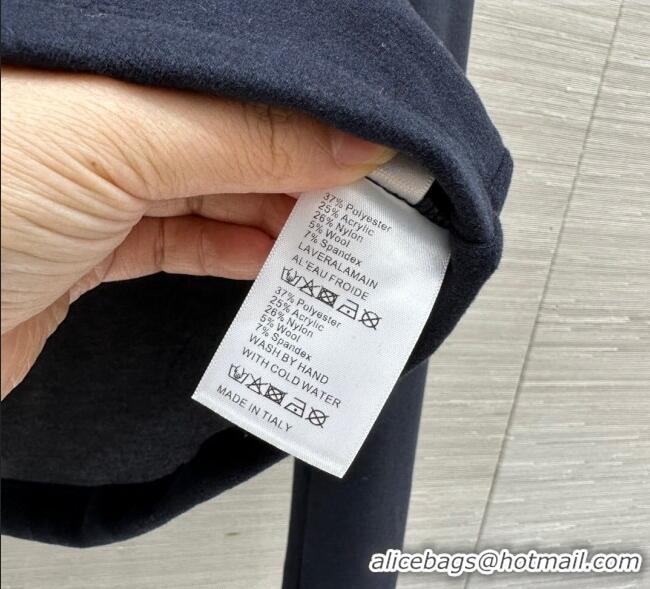 37% Polyester
25% Acrylic
26% Nylon
5% Wool
7% Spandex
LAVERALAMAIN
AL'EAU FROIDE
37% Polyester
25% Acrylic
26% Nylon
5% Wool
7% Spandex
WASH BY HAND
WITH COLD WATER
MADE IN TIALY
alicebags@hotmail.com